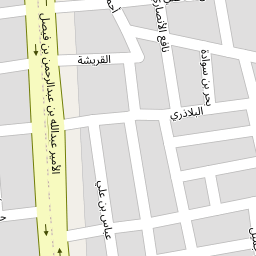 الأمير عبدالله بن عبدالرحمن بن فيصل
القريشة
نافع الأنصاري
بحر بن سوادة
البلاذري
عباس بن علي